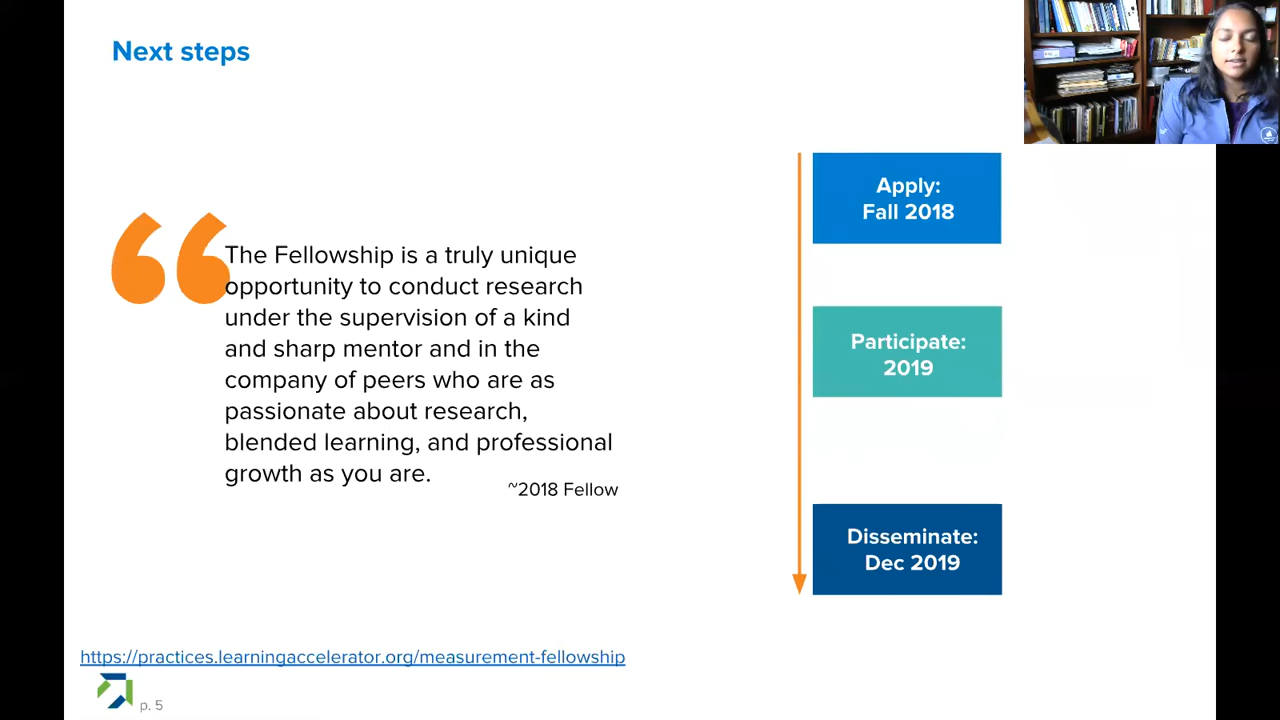 Next steps
The Fellowship is a truly unique
opportunity to conduct research
under the supervision of a kind
and sharp mentor and in the
company of peers who are as
passionate about research,
blended learning, and professional
growth as you are.
~2018 Fellow
Apply:
Fall 2018
Participate:
2019
Disseminate:
Dec 2019
https://practices.learningaccelerator.org/measurement-fellowship
p. 5